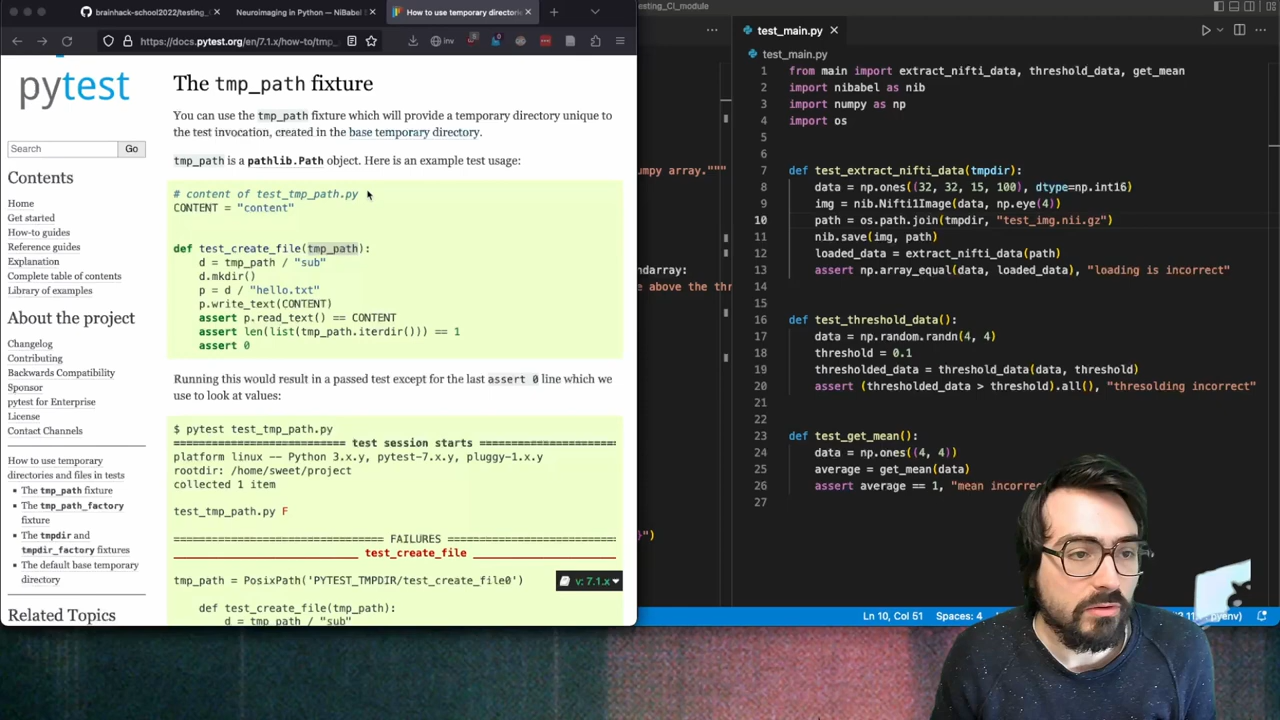 brainhack-school2022/testing_
Neuroimaging in Python — NiBabel
How to use temporary directorie
https://docs.pytest.org/en/7.1.x/how-to/tmp_
inv
pytest
Search
Go
Contents
Home
Get started
How-to guides
Reference guides
Explanation
Complete table of contents
Library of examples
About the project
Changelog
Contributing
Backwards Compatibility
Sponsor
pytest for Enterprise
License
Contact Channels
How to use temporary
directories and files in tests
The tmp_path fixture
The tmp_path_factory
fixture
The tmpdir and
tmpdir_factory fixtures
The default base temporary
directory
Related Topics
The tmp_path fixture
You can use the tmp_path fixture which will provide a temporary directory unique to
the test invocation, created in the base temporary directory.
tmp_path is a pathlib.Path object. Here is an example test usage:
# content of test_tmp_path.py
CONTENT = "content"
def test_create_file(tmp_path):
d = tmp_path / "sub"
d.mkdir()
p = d / "hello.txt"
p.write_text(CONTENT)
assert p.read_text() == CONTENT
assert len(list(tmp_path.iterdir())) == 1
assert 0
Running this would result in a passed test except for the last assert 0 line which we
use to look at values:
$ pytest test_tmp_path.py
=========================== test session starts ============================
platform linux -- Python 3.x.y, pytest-7.x.y, pluggy-1.x.y
rootdir: /home/sweet/project
collected 1 item
test_tmp_path.py F
================================= FAILURES =================================
_____________________________ test_create_file _____________________________
tmp_path = PosixPath('PYTEST_TMPDIR/test_create_file0')
def test_create_file(tmp_path):
d = tmp_path / "sub"
v: 7.1.x
testing_CI_module
umpy array."""
ndarray:
e above the thr
}")
test_main.py
test_main.py
1 from main import extract_nifti_data, threshold_data, get_mean
2 import nibabel as nib
3 import numpy as np
4 import os
5
6
7 def test_extract_nifti_data(tmpdir):
8 data = np.ones((32, 32, 15, 100), dtype=np.int16)
9 img = nib.Nifti1Image(data, np.eye(4))
10 path = os.path.join(tmpdir, "test_img.nii.gz")
11 nib.save(img, path)
12 loaded_data = extract_nifti_data(path)
13 assert np.array_equal(data, loaded_data), "loading is incorrect"
14
15
16 def test_threshold_data():
17 data = np.random.randn(4, 4)
18 threshold = 0.1
19 thresholded_data = threshold_data(data, threshold)
20 assert (thresholded_data > threshold).all(), "thresolding incorrect"
21
22
23 def test_get_mean():
24 data = np.ones((4, 4))
25 average = get_mean(data)
26 assert average == 1, "mean incorrec
27
Ln 10, Col 51
Spaces: 4
pyenv)